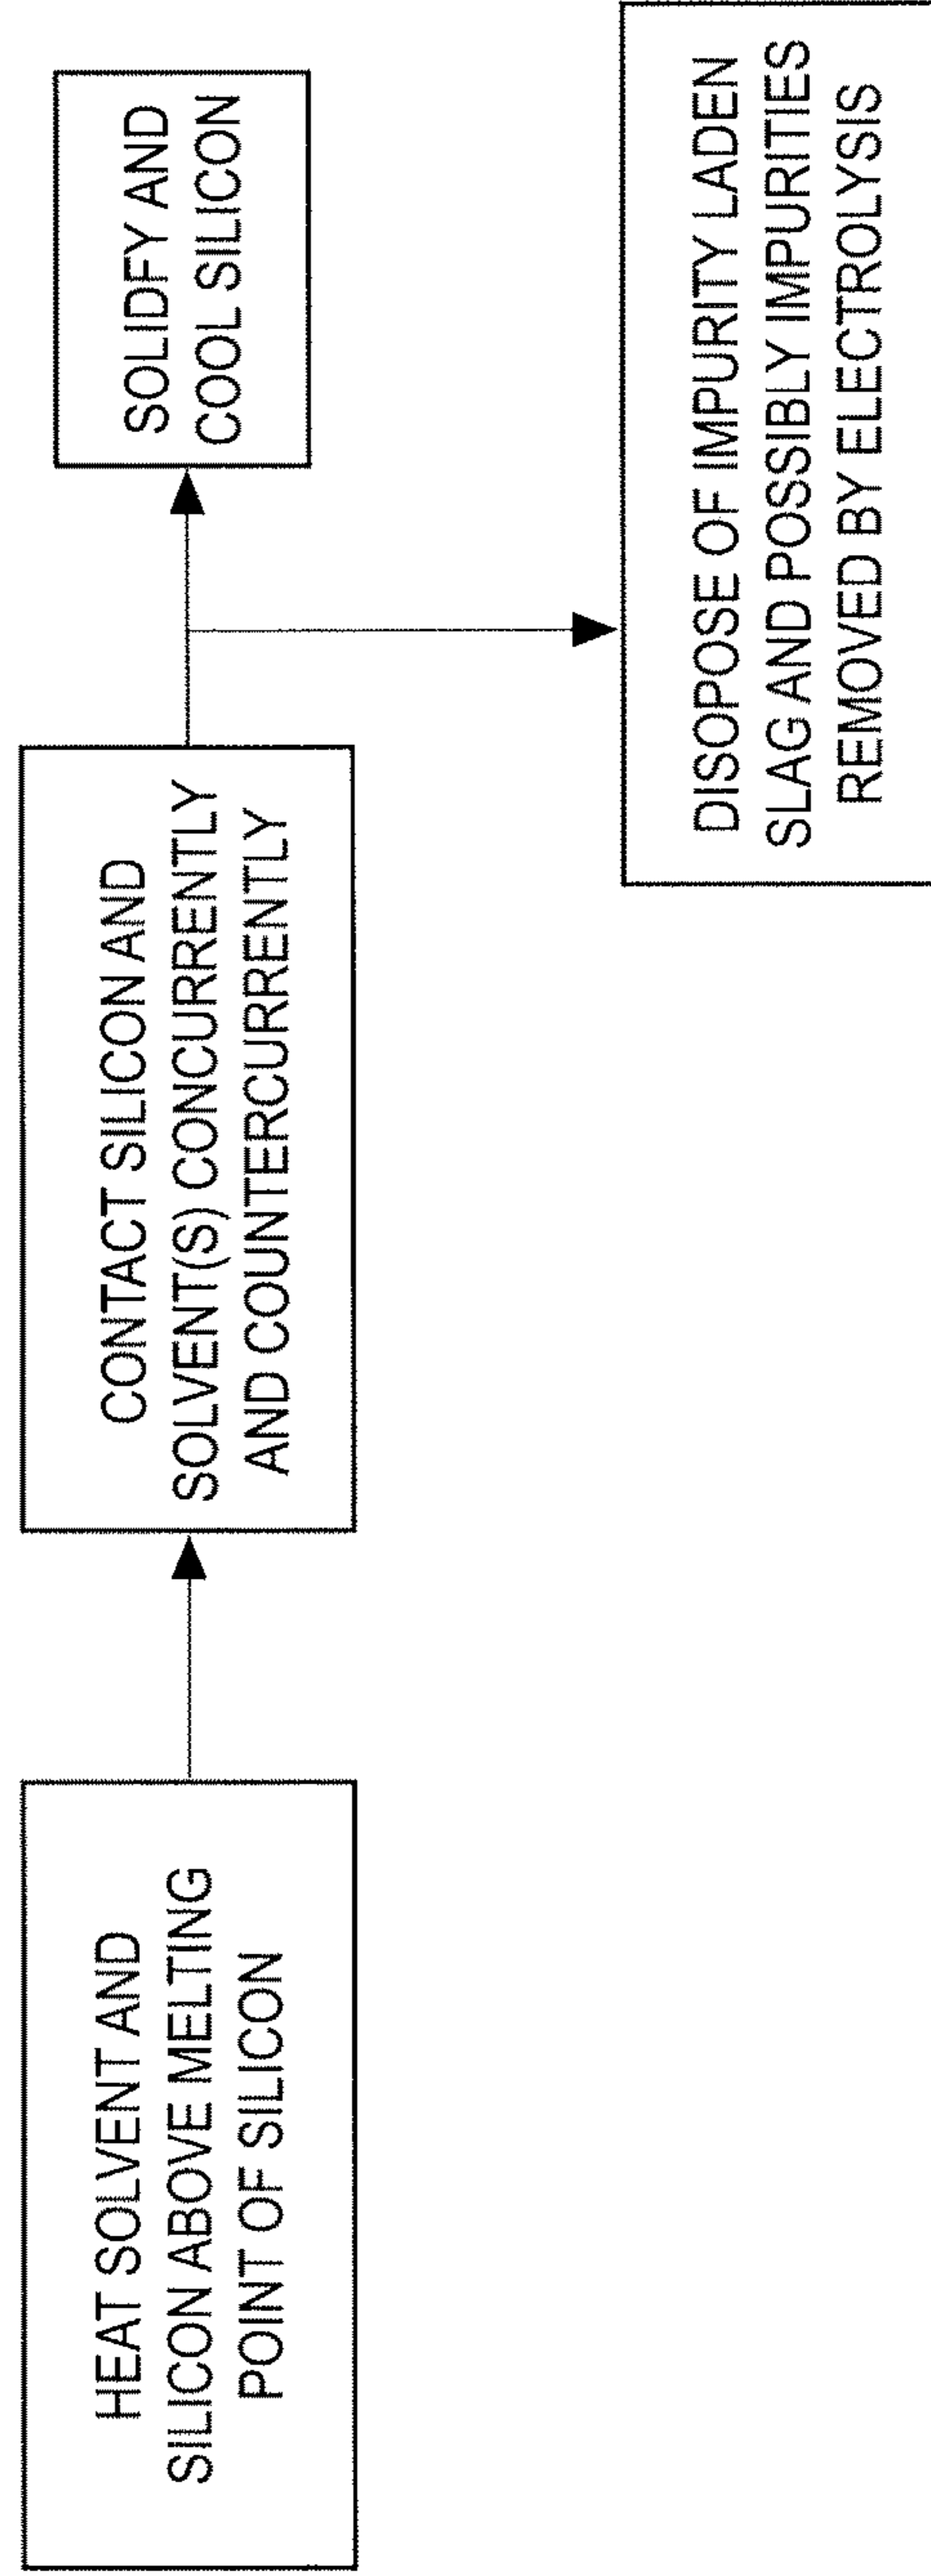 HEAT SOLVENT AND
SILICON ABOVE MELTING
POINT OF SILICON
CONTACT SILICON AND
SOLVENT(S) CONCURRENTLY
AND COUNTERCURRENTLY
SOLIDFY AND
COOL SILICON
DISOPOSE OF IMPURITY LADEN
SLAG AND POSSIBLY IMPURITIES
REMOVED BY ELECTROLYSIS